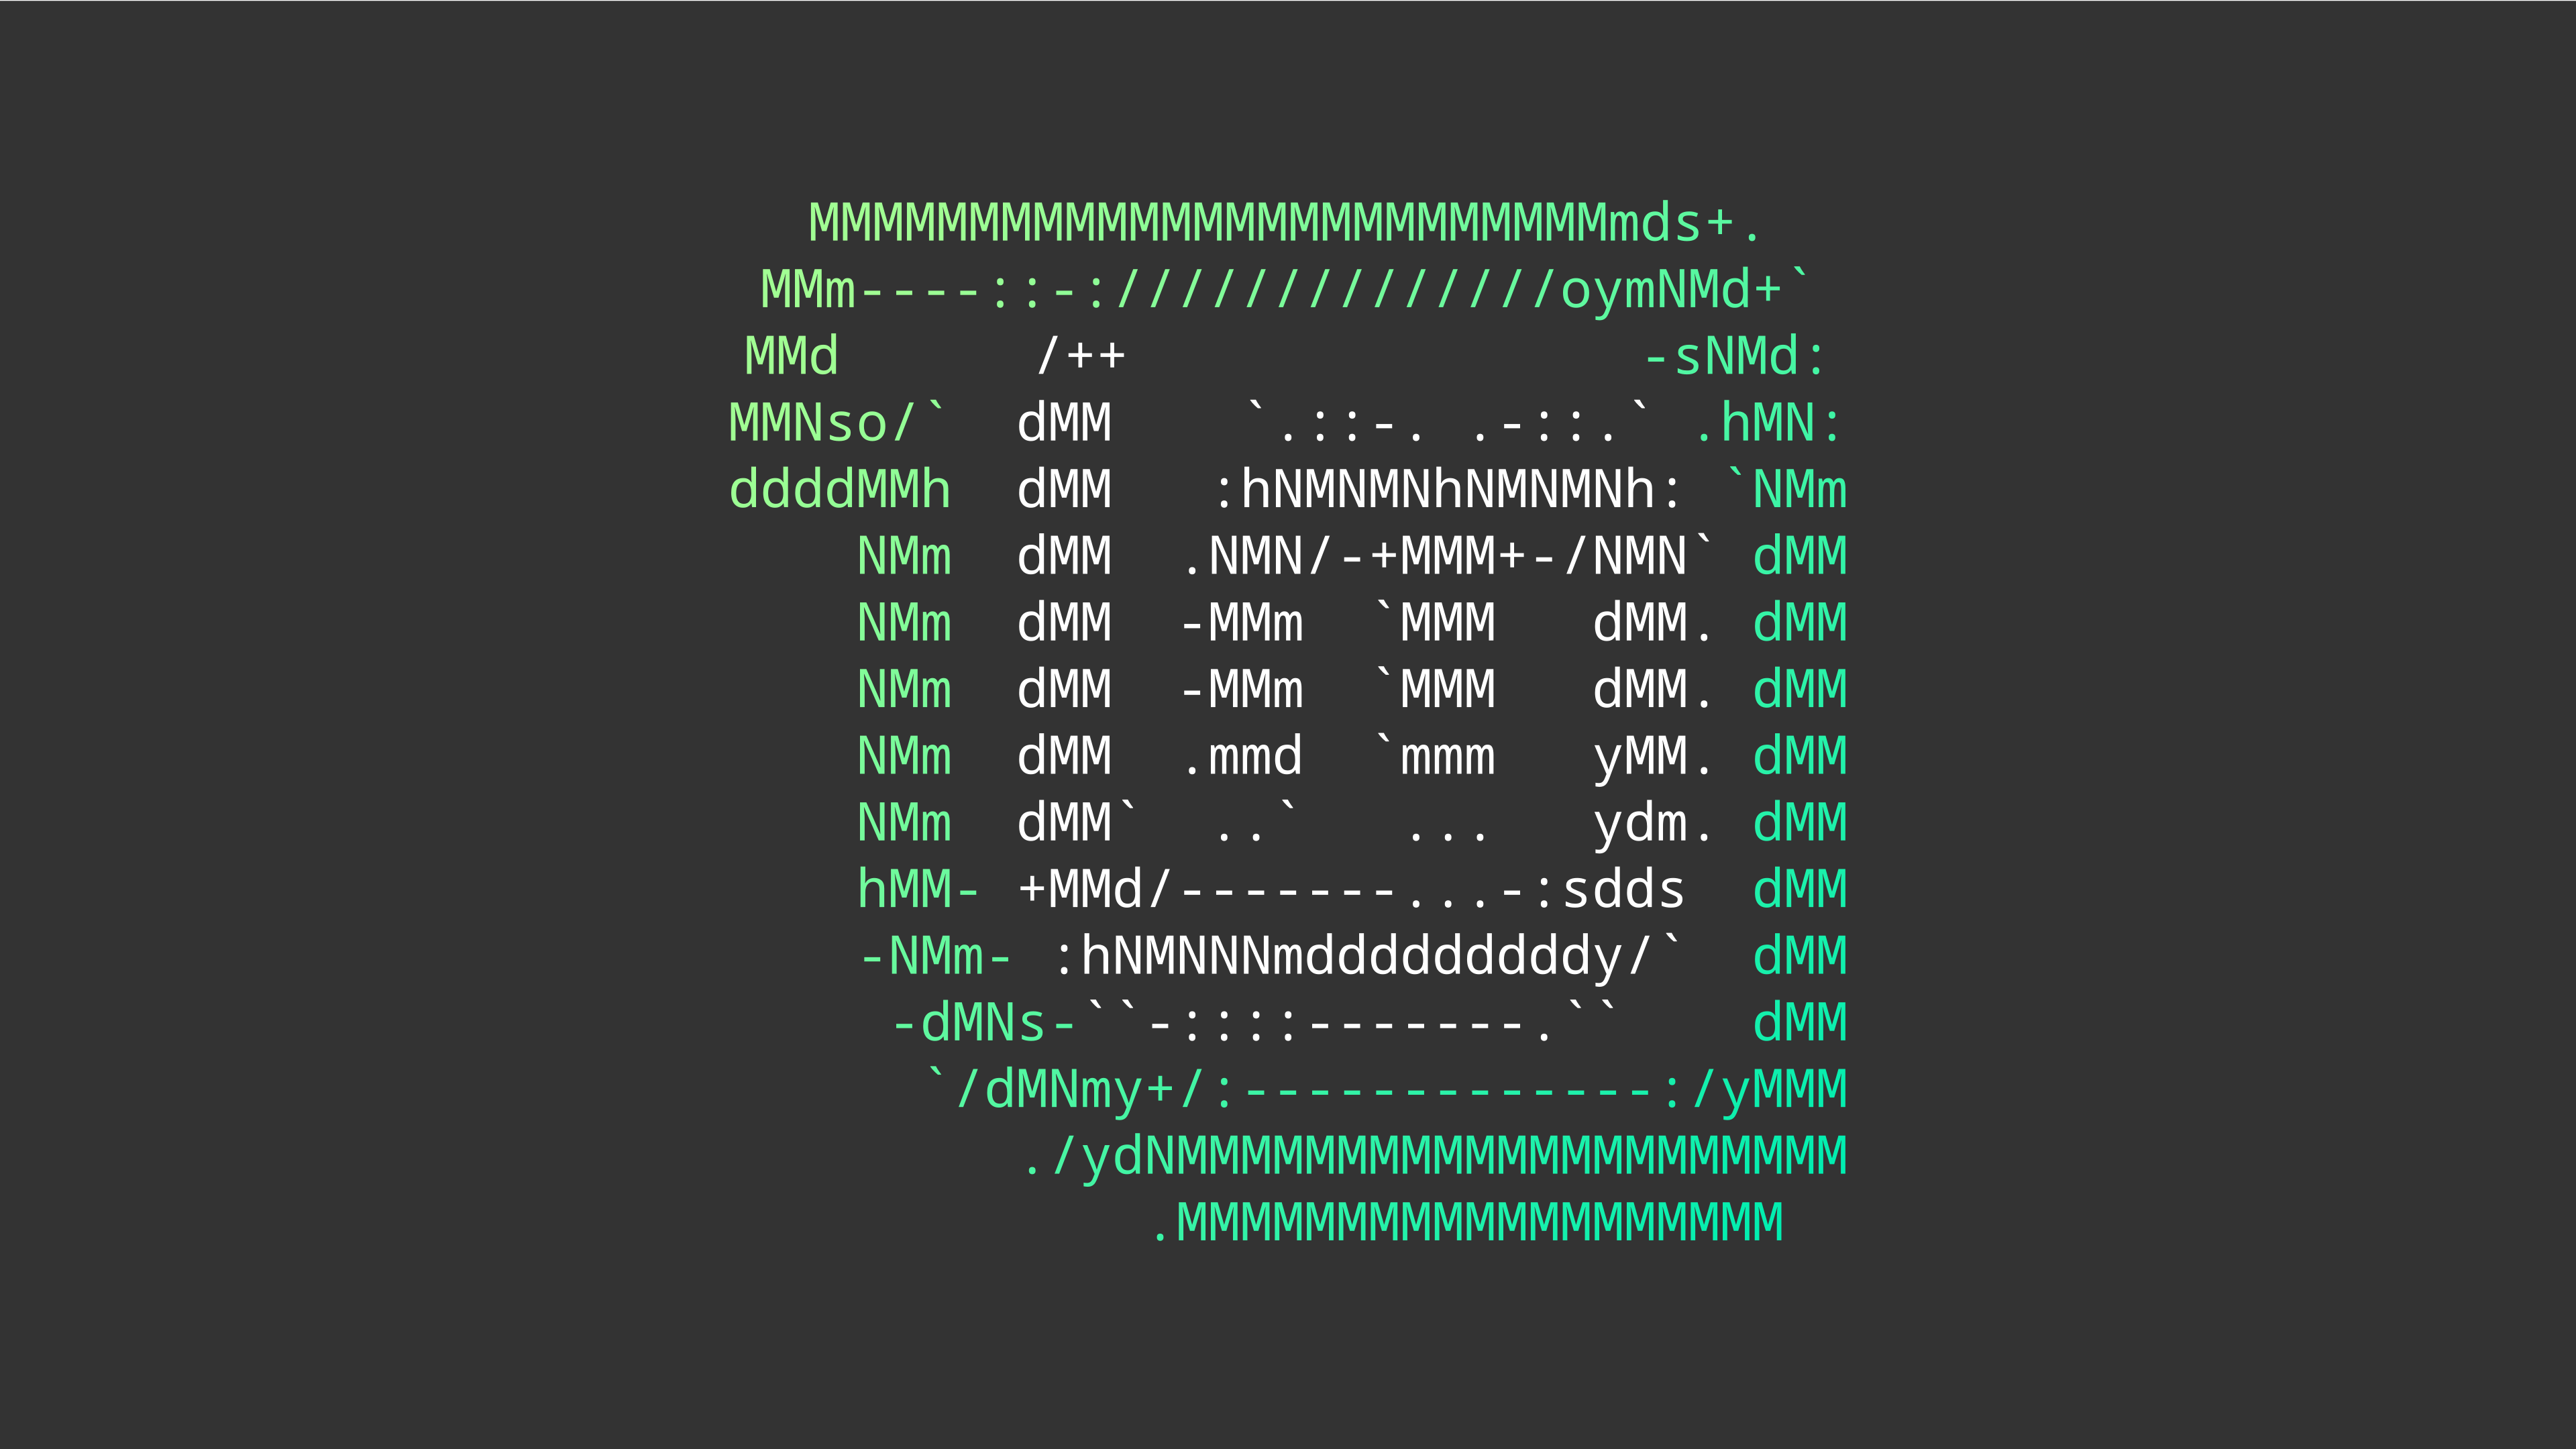 MMMMMMMMMMMMMMMMMMMMMMMMMmds+.
MMm----::-://////////////oymNMd+`
MMd      /++                -sNMd:
MMNso/`  dMM    `.::-. .-::.` .hMN:
ddddMMh  dMM   :hNMNMNhNMNMNh: `NMm
    NMm  dMM  .NMN/-+MMM+-/NMN` dMM
    NMm  dMM  -MMm  `MMM   dMM. dMM
    NMm  dMM  -MMm  `MMM   dMM. dMM
    NMm  dMM  .mmd  `mmm   yMM. dMM
    NMm  dMM`  ..`   ...   ydm. dMM
    hMM- +MMd/-------...-:sdds  dMM
    -NMm- :hNMNNNmdddddddddy/`  dMM
     -dMNs-``-::::-------.``    dMM
      `/dMNmy+/:-------------:/yMMM
         ./ydNMMMMMMMMMMMMMMMMMMMMM
             .MMMMMMMMMMMMMMMMMMM